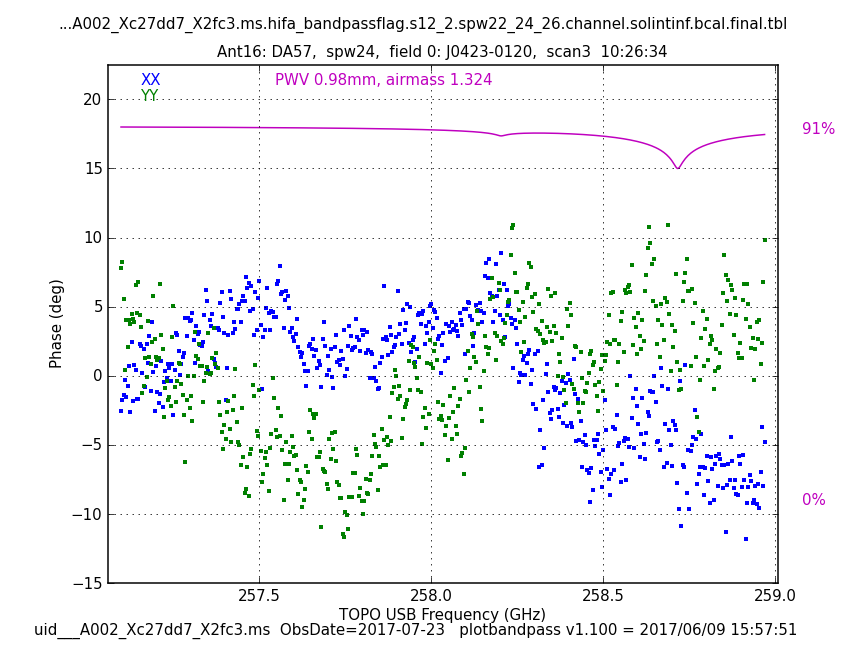 ...A002_Xc27dd7_X2fc3.ms.hifa_bandpassflag.s12_2.spw22_24_26.channel.solintinf.bcal.final.tbl
Ant16: DA57,  spw24,  field 0: J0423-0120,  scan3  10:26:34
XX
PWV 0.98mm, airmass 1.324
YY
20
91%
15
10
5
0
−5
0%
−10
−15
Phase (deg)
257.5 258.0 258.5 259.0
TOPO USB Frequency (GHz)
uid___A002_Xc27dd7_X2fc3.ms  ObsDate=2017-07-23   plotbandpass v1.100 = 2017/06/09 15:57:51